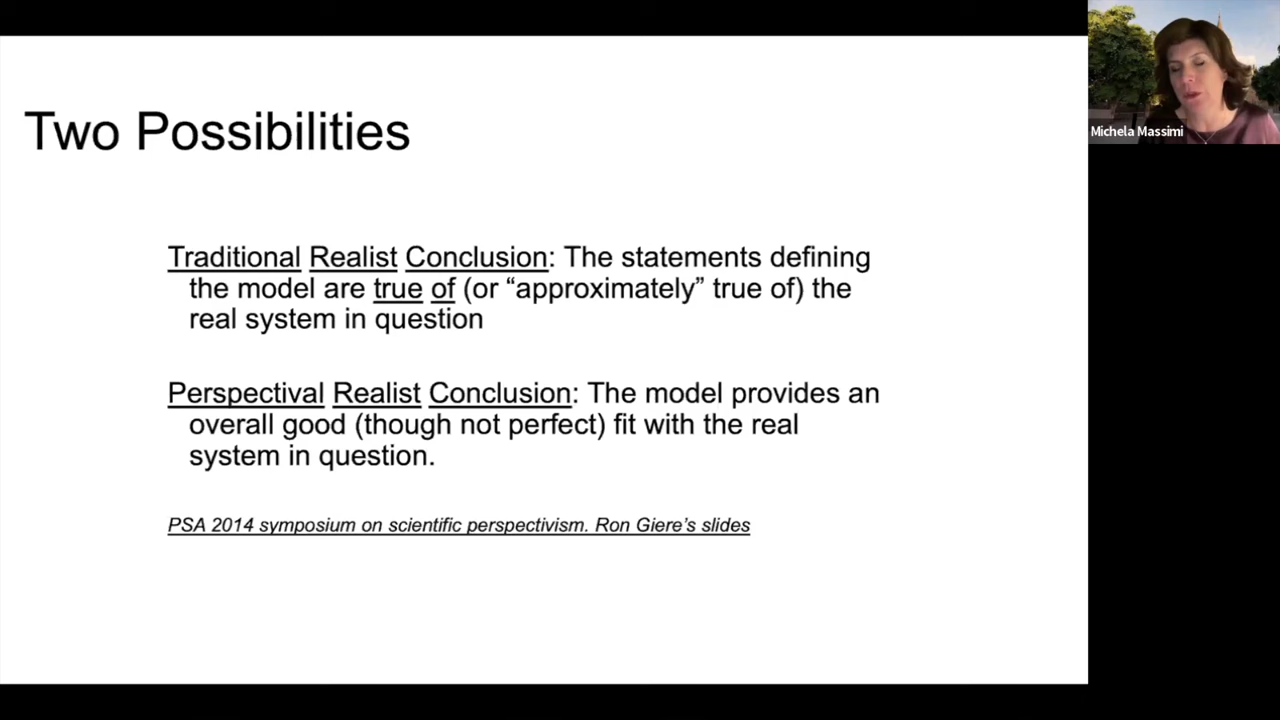 Two Possibilities
Traditional Realist Conclusion: The statements defining
the model are true of (or “approximately” true of) the
real system in question
Perspectival Realist Conclusion: The model provides an
overall good (though not perfect) fit with the real
system in question.
PSA 2014 symposium on scientific perspectivism. Ron Giere’s slides
Michela Massimi